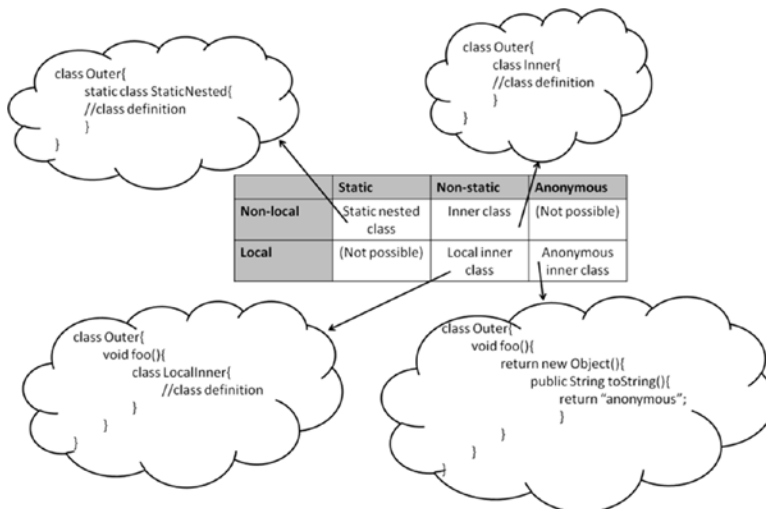 class Outer{
static class StaticNested{
//class definition
}
}
class Outer{
class Inner{
//class definition
}
}
Static Non-static Anonymous
Non-local Static nested class Inner class (Not possible)
Local (Not possible) Local inner class Anonymous inner class
class Outer{
void foo(){
class LocalInner{
//class definition
}
}
}
class Outer{
void foo(){
return new Object(){
public String toString(){
return “anonymous”;
}
}
}
}